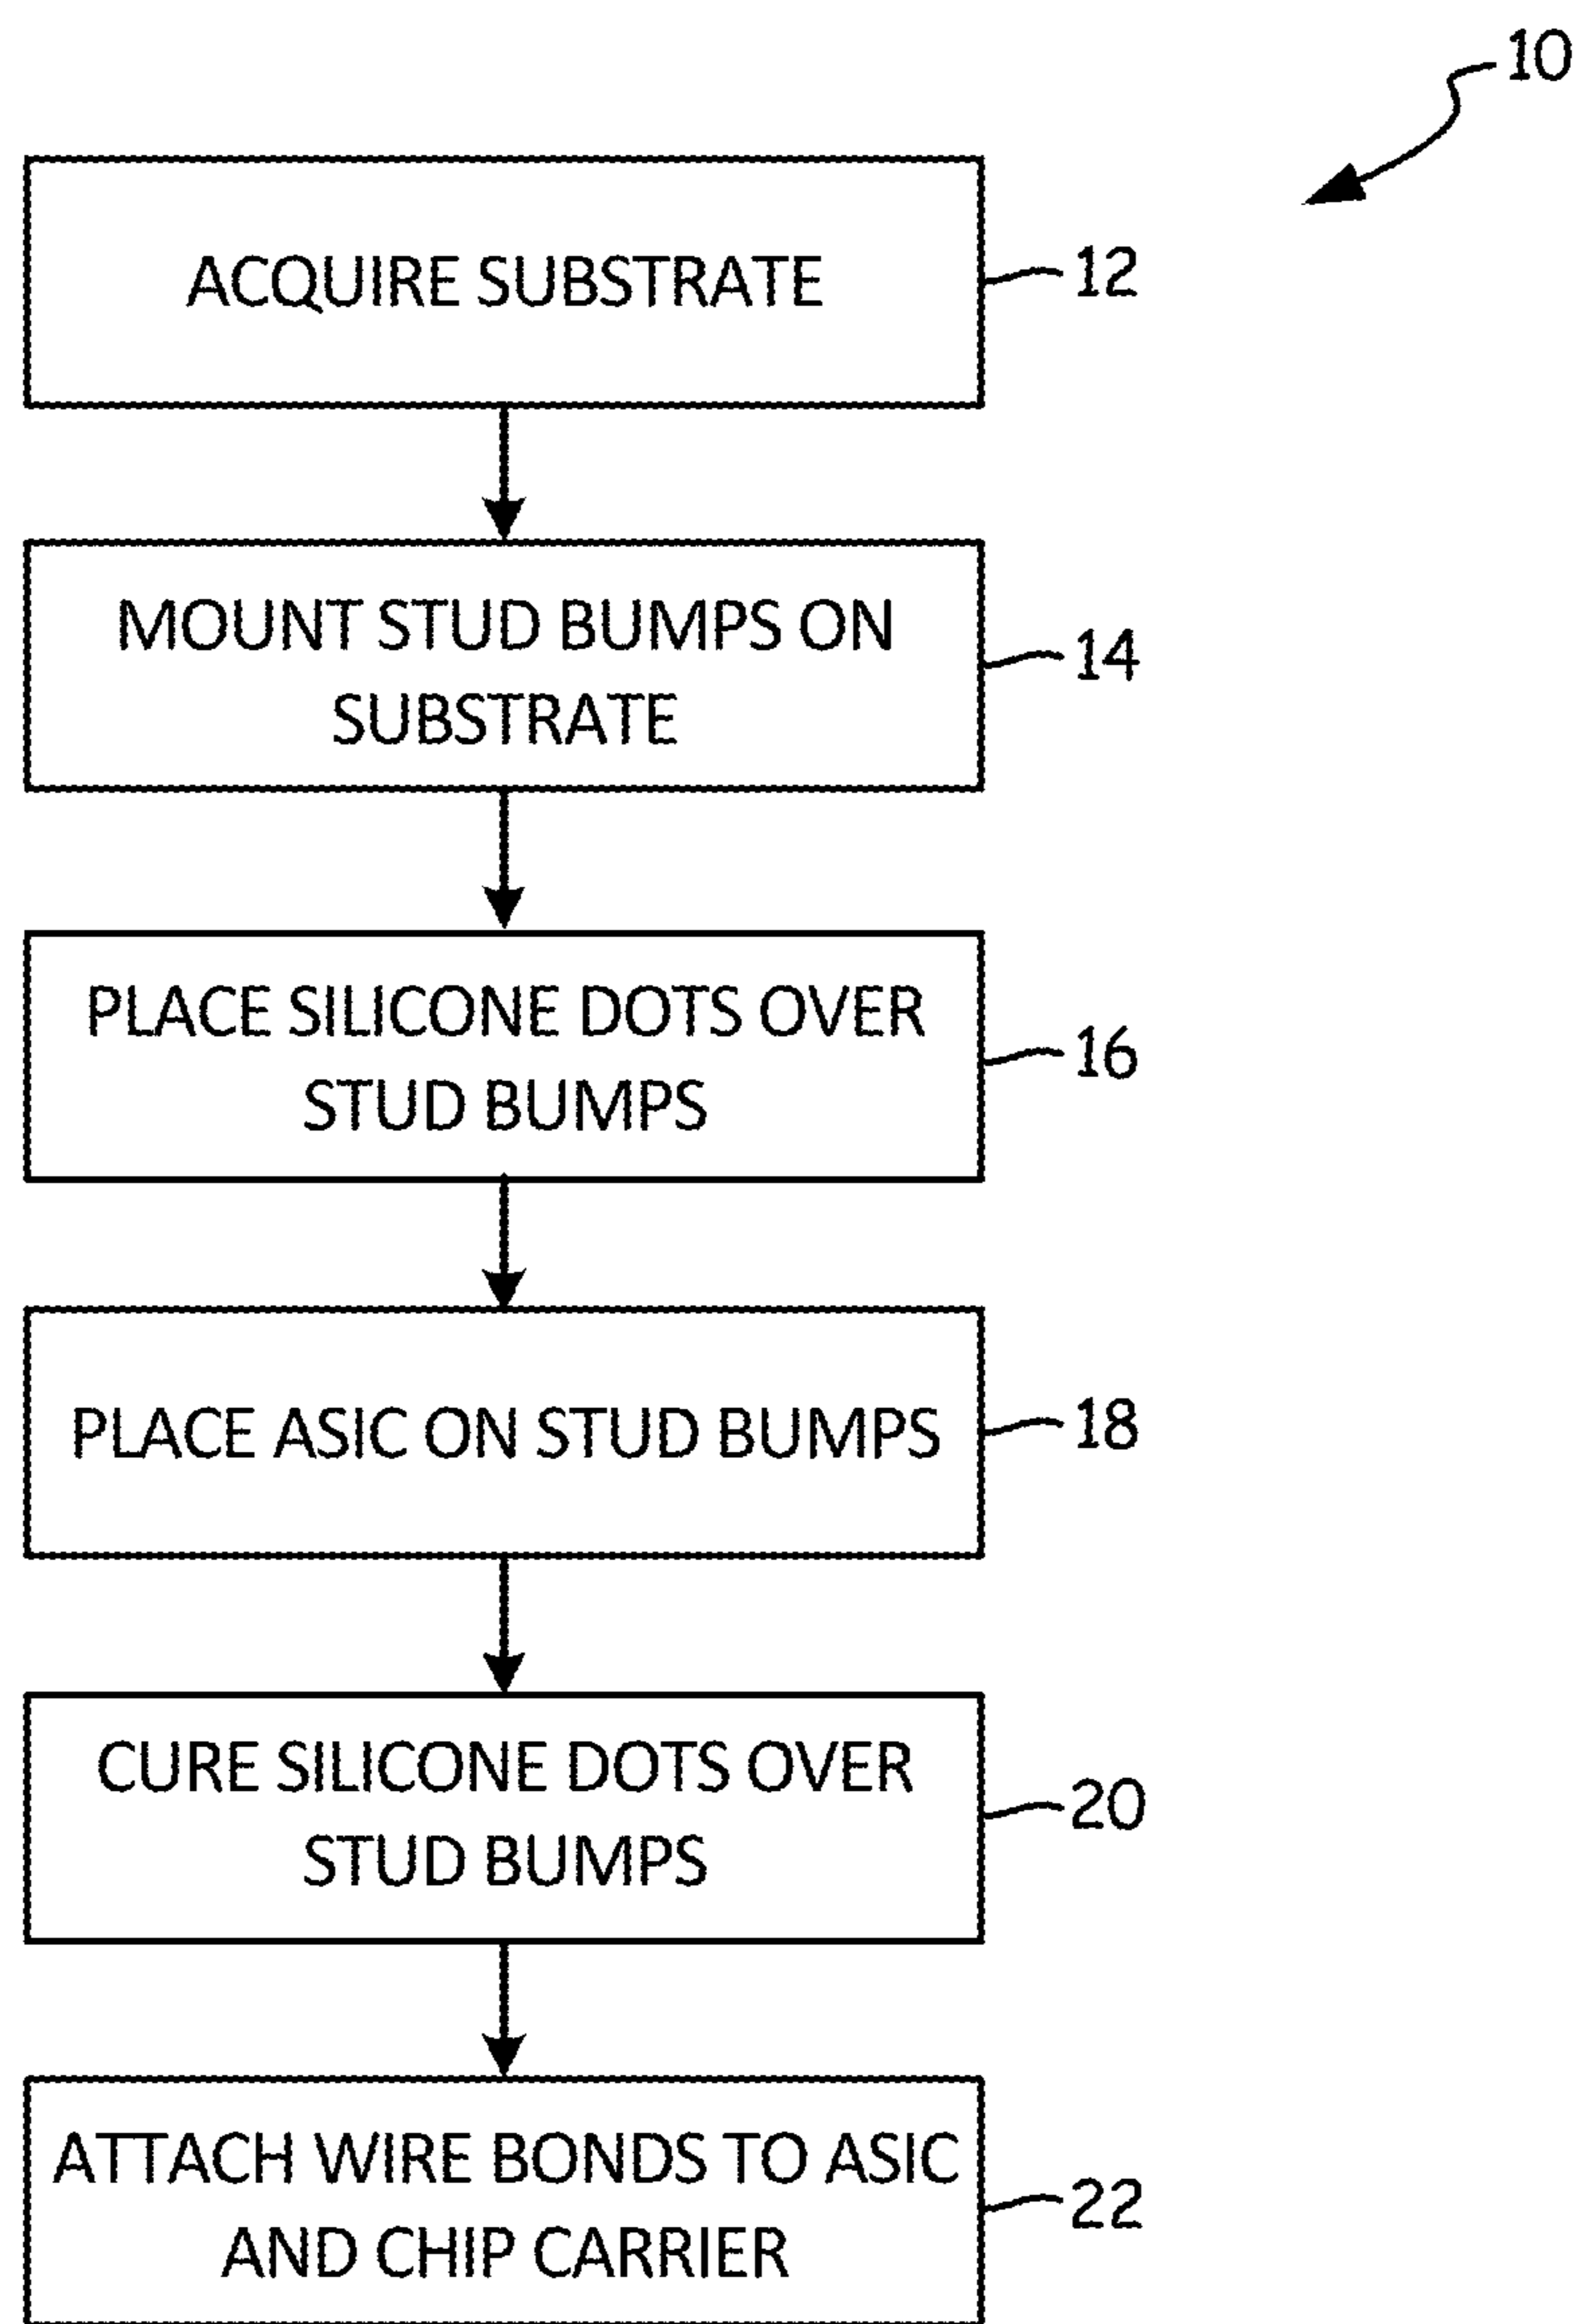 10
ACQUIRE SUBSTRATE
12
MOUNT STUD BUMPS ON
SUBSTRATE
14
PLACE SILICONE DOTS OVER
STUD BUMPS
16
PLACE ASIC ON STUD BUMPS
18
CURE SILICONE DOTS OVER
STUD BUMPS
20
ATTACH WIRE BONDS TO ASIC
AND CHIP CARRIER
22